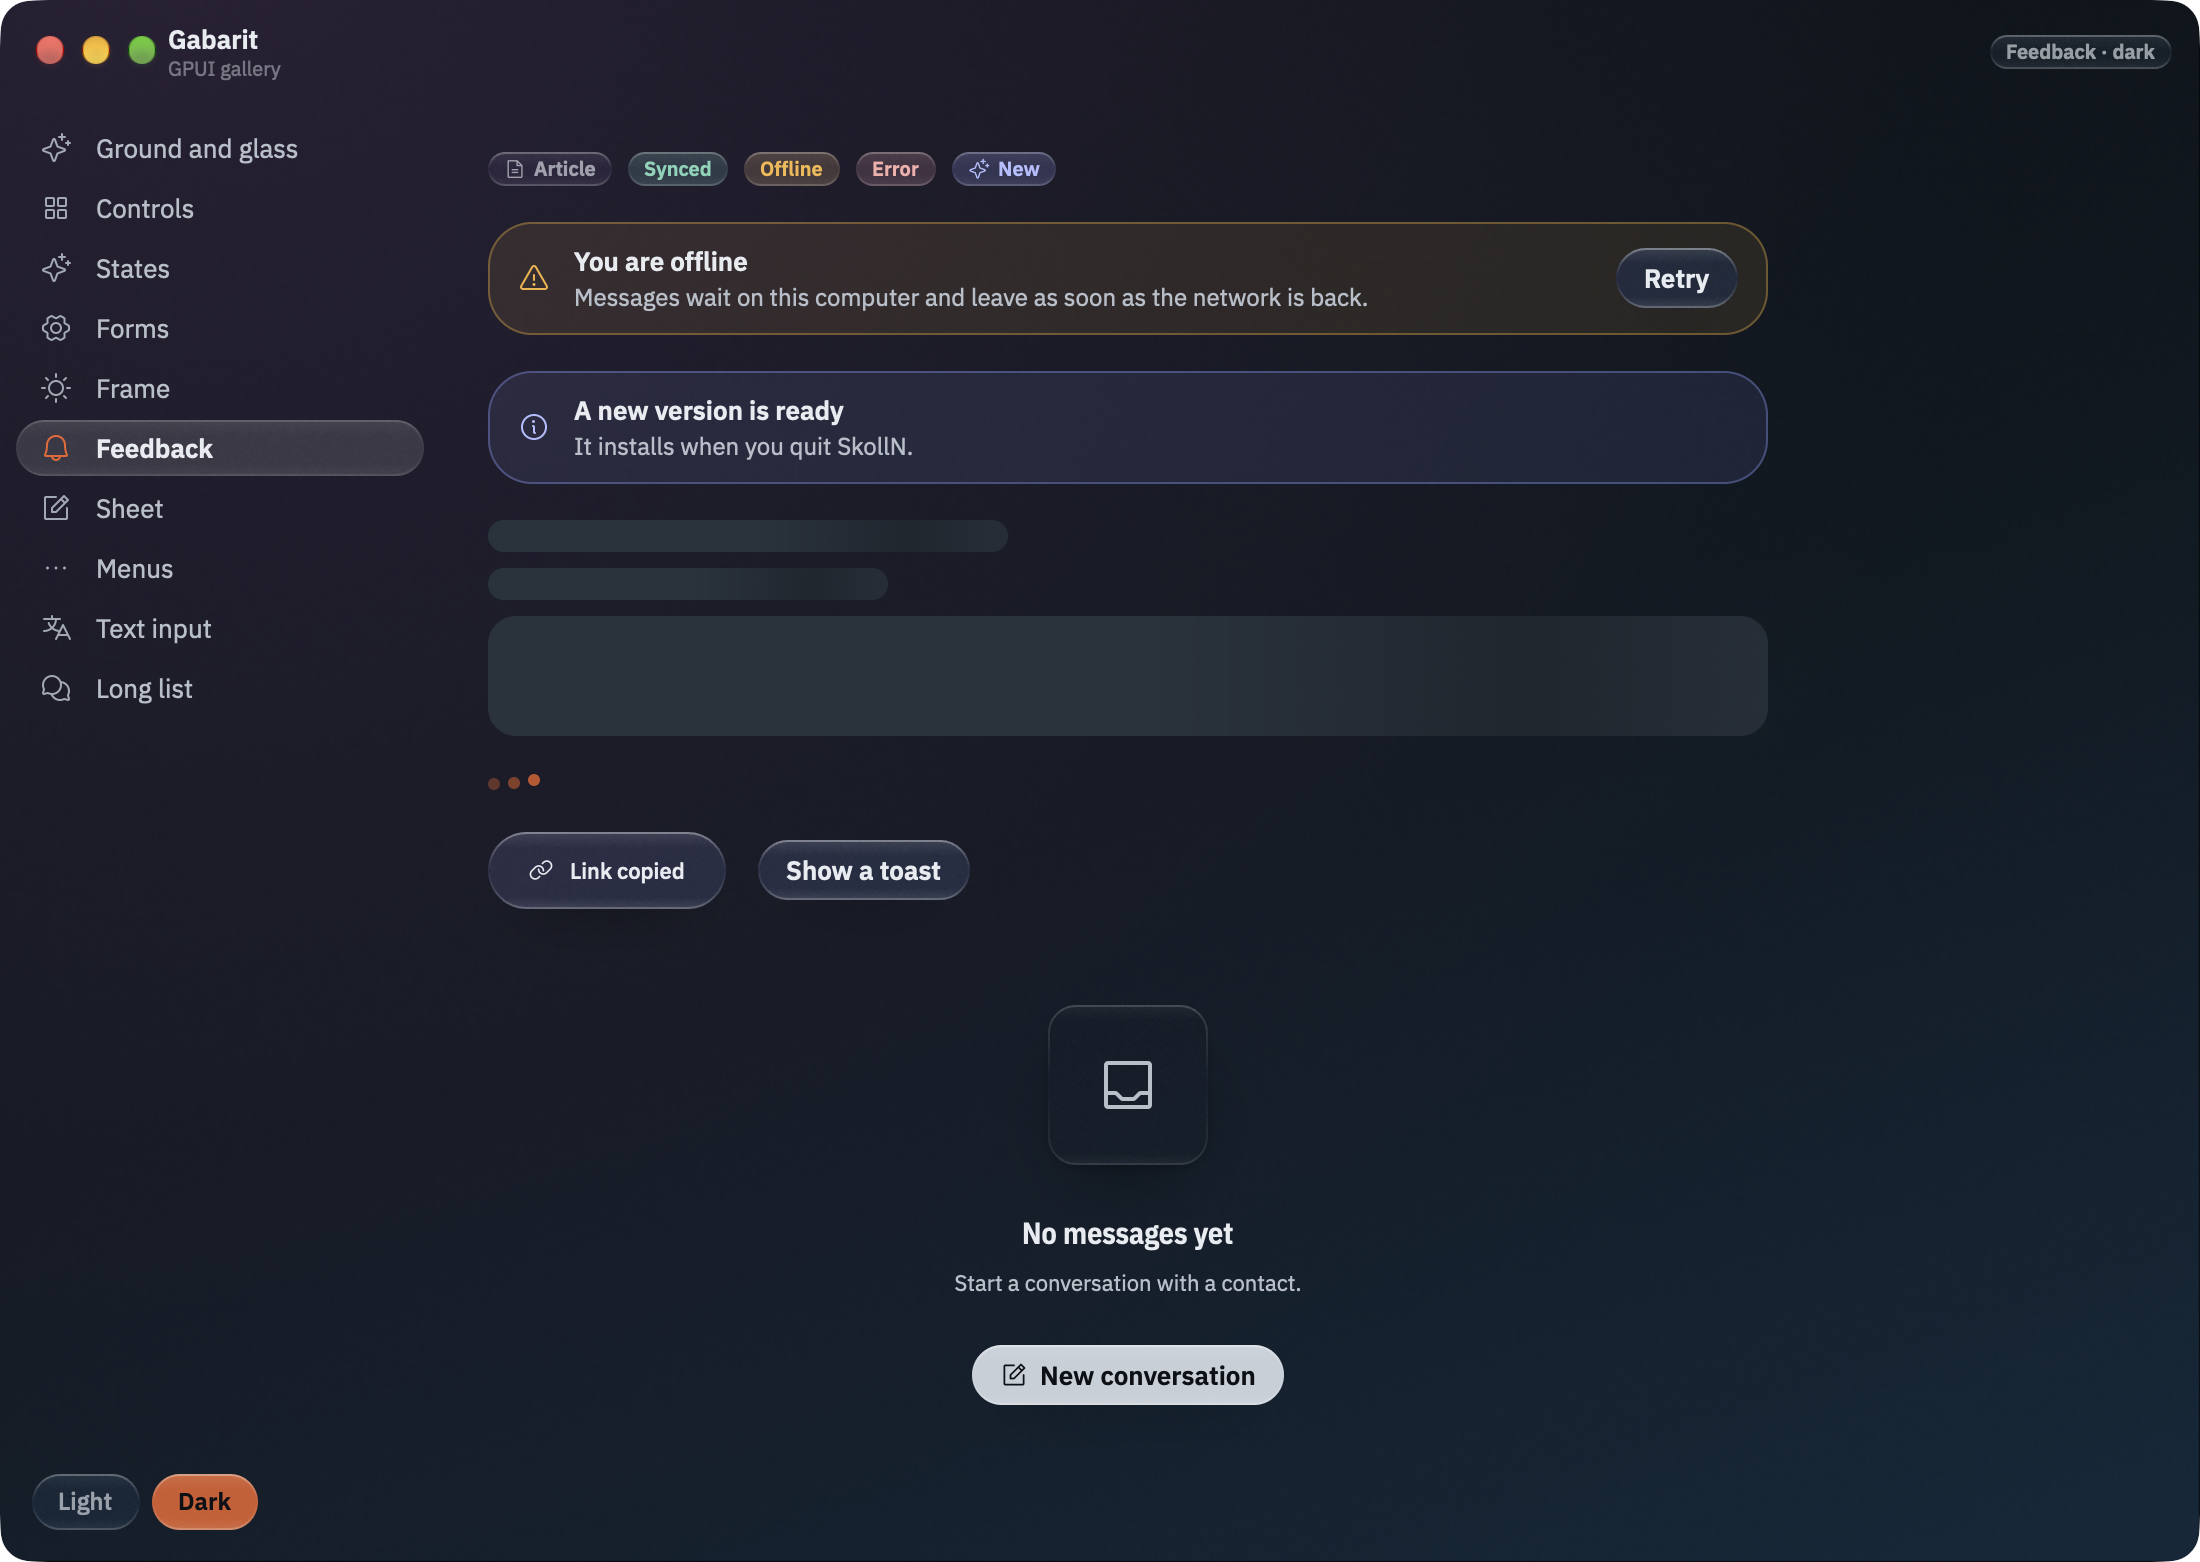 Gabarit
GPUI gallery
Feedback · dark
Ground and glass
Controls
States
Forms
Frame
Feedback
Sheet
Menus
Text input
Long list
Article
Synced
Offline
Error
New
You are offline
Messages wait on this computer and leave as soon as the network is back.
Retry
A new version is ready
It installs when you quit SkollN.
Link copied
Show a toast
No messages yet
Start a conversation with a contact.
New conversation
Light
Dark